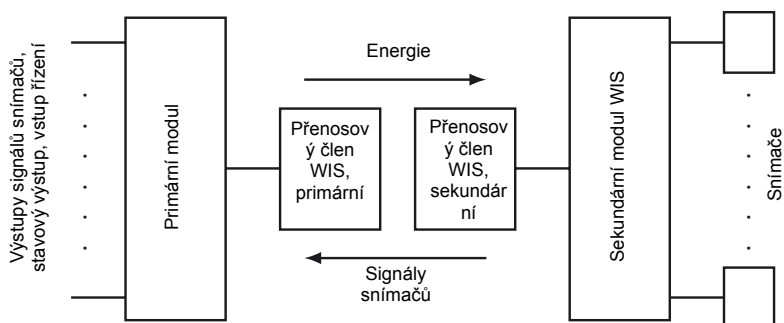 Výstupy signálů snímačů,
stavový výstup, vstup řízení
Primární modul
Energie
Přenosov
ý člen
WIS,
primární
Přenosov
ý člen
WIS,
sekundár
ní
Signály
snímačů
Sekundární modul WIS
Snímače